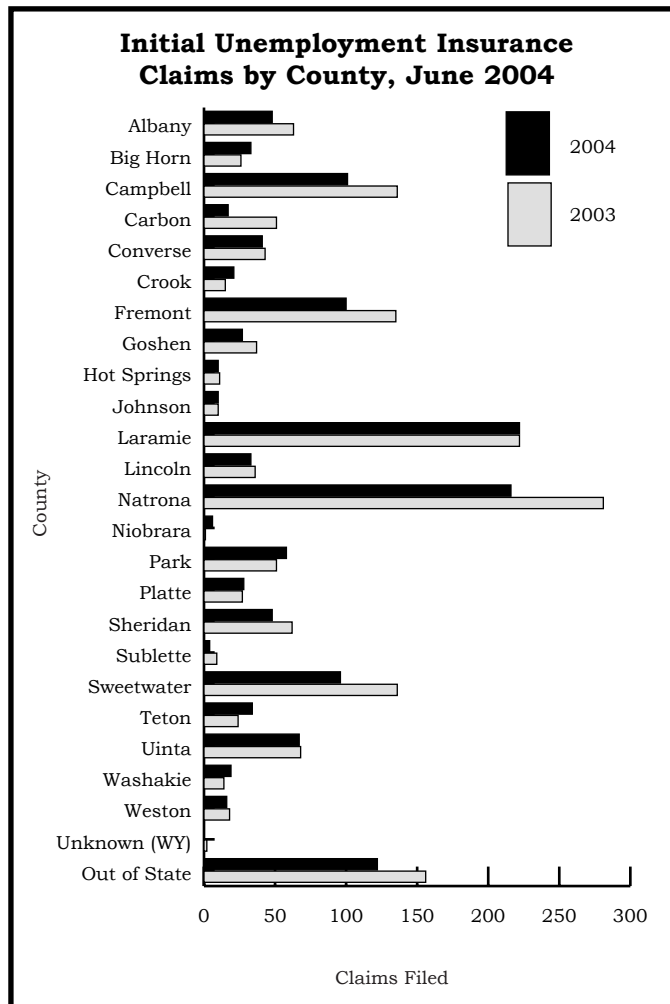 Initial Unemployment Insurance
Claims by County, June 2004
2004
2003
County
Albany
Big Horn
Campbell
Carbon
Converse
Crook
Fremont
Goshen
Hot Springs
Johnson
Laramie
Lincoln
Natrona
Niobrara
Park
Platte
Sheridan
Sublette
Sweetwater
Teton
Uinta
Washakie
Weston
Unknown (WY)
Out of State
0 50 100 150 200 250 300
Claims Filed